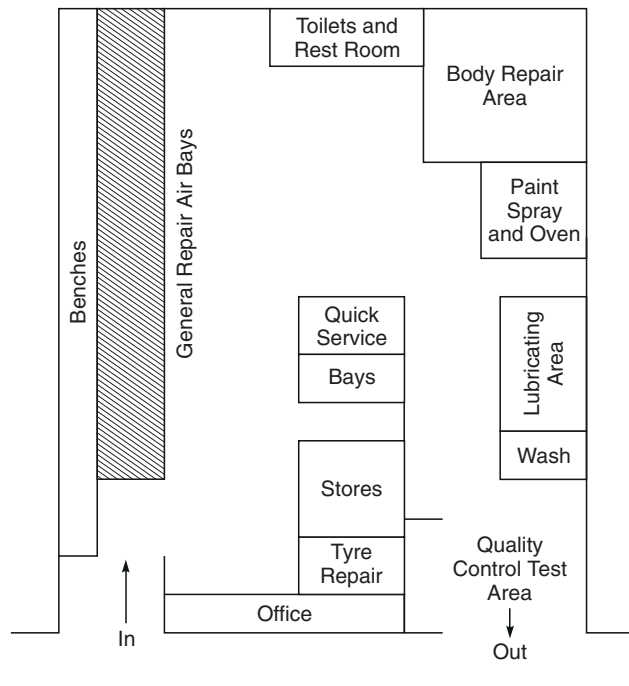 Toilets and
Rest Room
Body Repair
Area
Paint
Spray
and Oven
General Repair Air Bays
Benches
Quick
Service
Bays
Lubricating
Area
Wash
Stores
Tyre
Repair
Quality
Control Test
Area
Office
In
Out